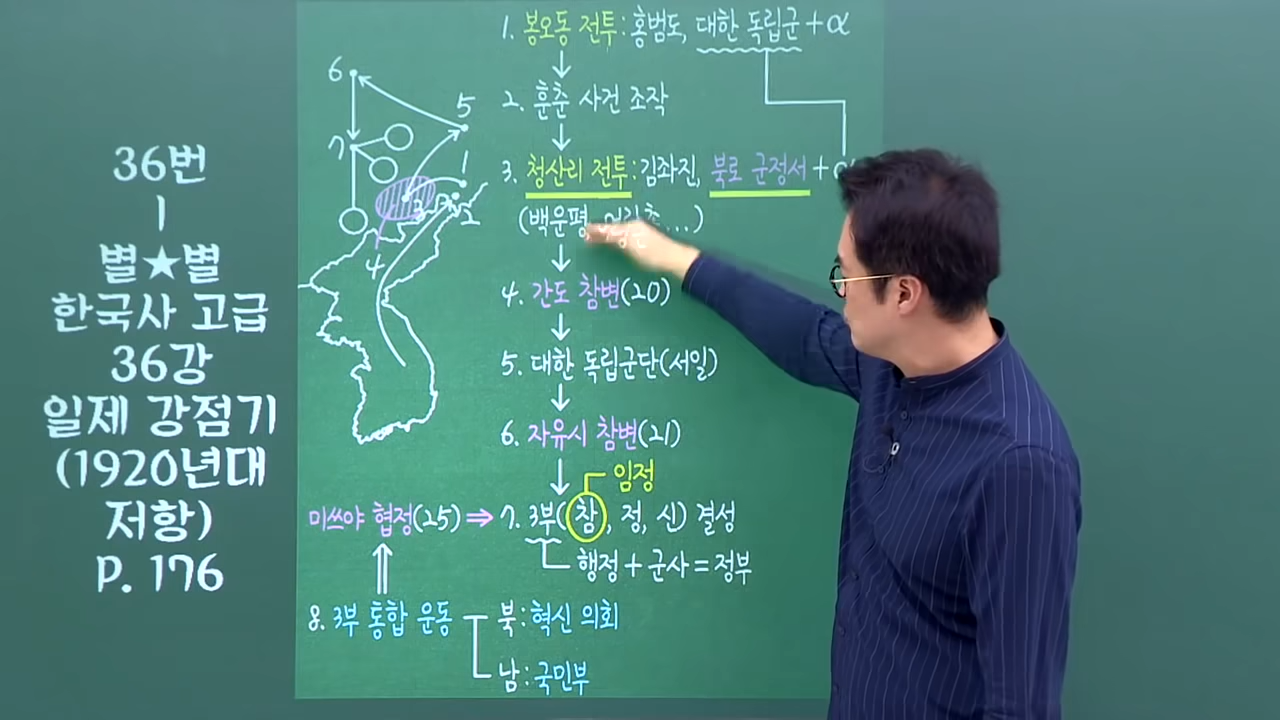 36번
별★별
한국사 고급
36강
일제 강점기
(1920년대
저항)
P. 176
1. 봉오동 전투: 홍범도, 대한 독립군+α
↓
2. 훈춘 사건 조작
↓
3. 청산리 전투: 김좌진, 북로 군정서+
(백운평, ...)
↓
4. 간도 참변(20)
↓
5. 대한 독립군단(서일)
↓
6. 자유시 참변(21)
↓
임정
미쓰야 협정(25) ⇒ 7. 3부(참, 정, 신) 결성
행정+군사=정부
8. 3부 통합 운동
북: 혁신 의회
남: 국민부
6
5
7
1
3
2
4